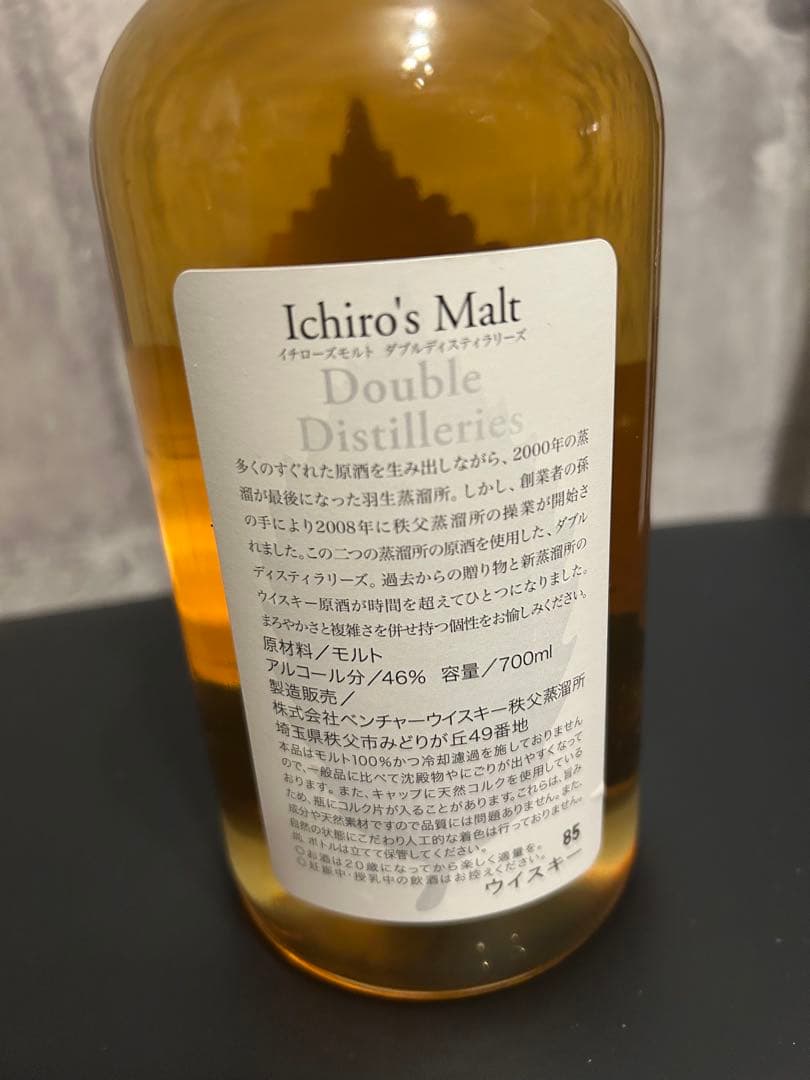 Ichiro's Malt
イチローズモルト ダブルディスティラリーズ
Double
Distilleries
多くのすぐれた原酒を生み出しながら、2000年の蒸
溜が最後になった羽生蒸溜所。しかし、創業者の孫
の手により2008年に秩父蒸溜所の操業が開始さ
れました。この二つの蒸溜所の原酒を使用した、ダブル
ディスティラリーズ。過去からの贈り物と新蒸溜所の
ウイスキー原酒が時間を超えてひとつになりました。
まろやかさと複雑さを併せ持つ個性をお愉しみください。
原材料／モルト
アルコール分／46% 容量／700ml
製造販売／
株式会社ベンチャーウイスキー秩父蒸溜所
埼玉県秩父市みどりが丘49番地
本品はモルト100%かつ冷却濾過を施しておりません
ので、一般品に比べて沈殿物やにごりが出やすくなって
おります。また、キャップに天然コルクを使用している
ため、瓶にコルク片が入ることがあります。これらは、旨み
成分や天然素材ですので品質には問題ありません。また、
自然の状態にこだわり人工的な着色は行っておりません。
尚、ボトルは立てて保管してください。
◎お酒は20歳になってから楽しく適量を。
◎妊娠中・授乳中の飲酒はお控えください。
85
ウイスキー